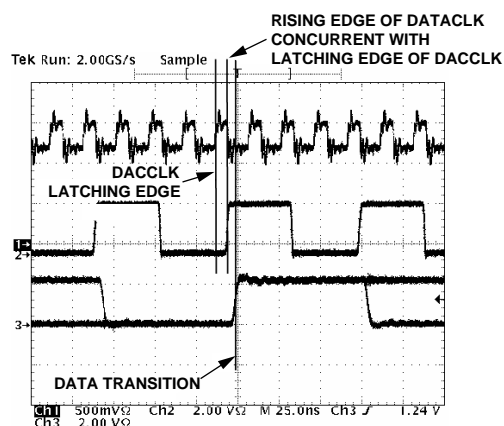 RISING EDGE OF DATACLK
CONCURRENT WITH
LATCHING EDGE OF DACCLK
Tek Run: 2.00GS/s Sample
T
DACCLK
LATCHING EDGE
1
2
3
DATA TRANSITION
Ch1 500mVΩ Ch2 2.00 VΩ M 25.0ns Ch3 1.24 V
Ch3 2.00 VΩ